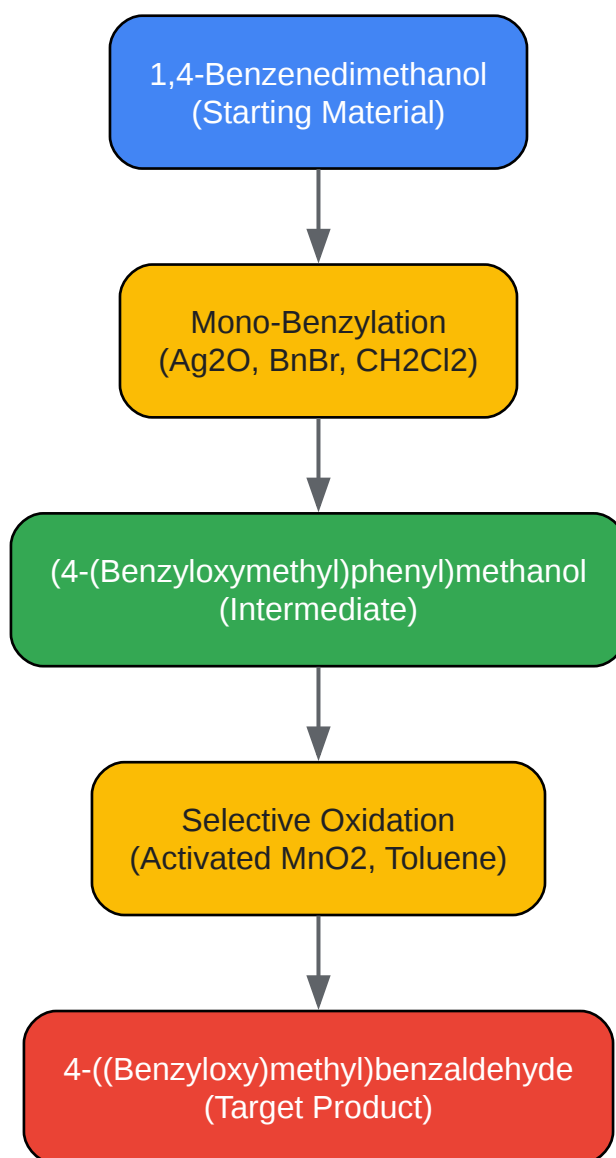 1,4-Benzenedimethanol
(Starting Material)
Mono-Benzylation
(Ag2O, BnBr, CH2Cl2)
(4-(Benzyloxymethyl)phenyl)methanol
(Intermediate)
Selective Oxidation
(Activated MnO2, Toluene)
4-((Benzyloxy)methyl)benzaldehyde
(Target Product)